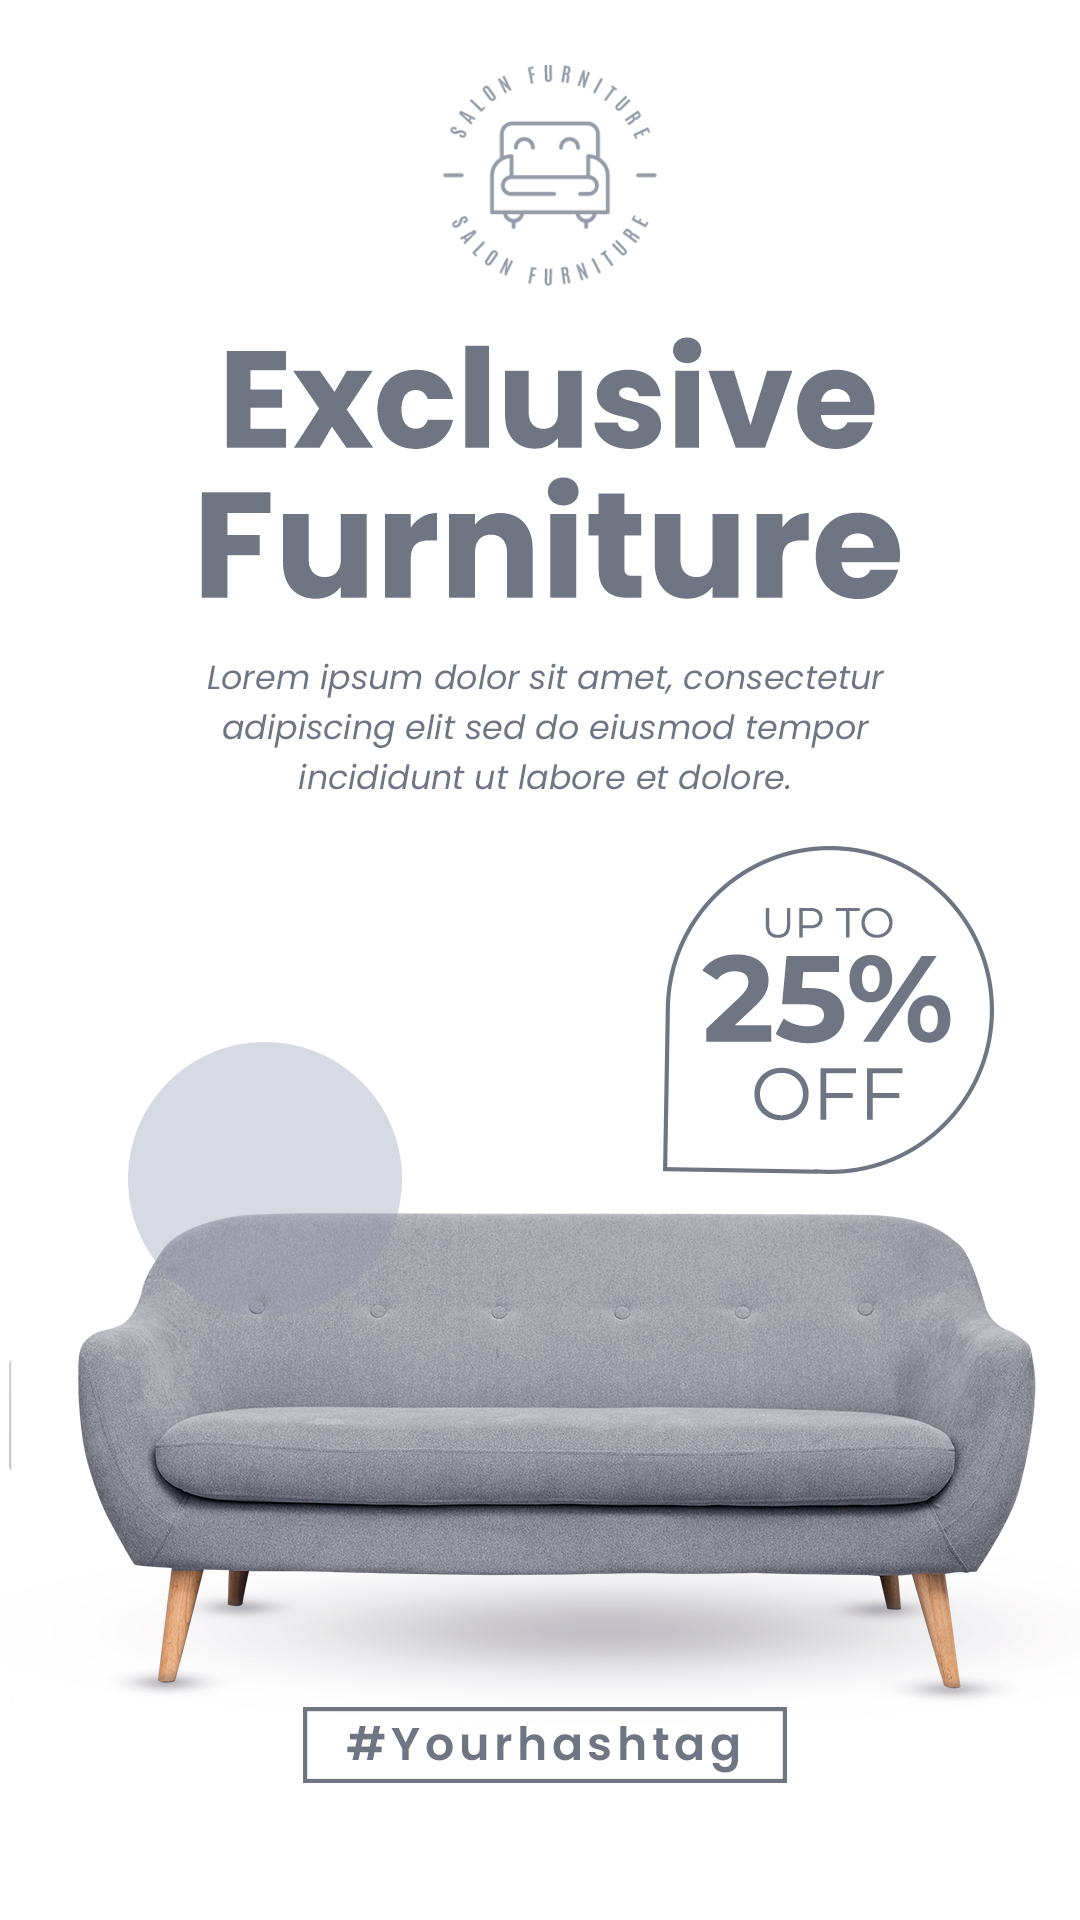 SALON FURNITURE
SALON FURNITURE
Exclusive
Furniture
Lorem ipsum dolor sit amet, consectetur
adipiscing elit sed do eiusmod tempor
incididunt ut labore et dolore.
UP TO
25%
OFF
#Yourhashtag